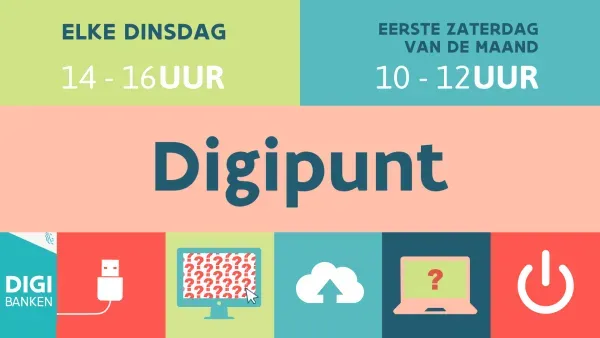 ELKE DINSDAG
14 - 16UUR
EERSTE ZATERDAG
VAN DE MAAND
10 - 12UUR
Digipunt
DIGI
BANKEN
????????
????????
????????
????????
?